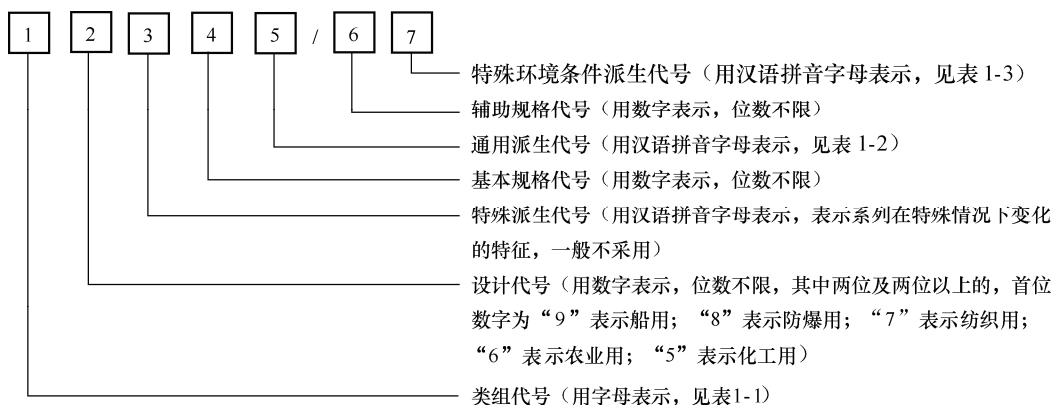 1 2 3 4 5 / 6 7
特殊环境条件派生代号（用汉语拼音字母表示，见表 1-3）
辅助规格代号（用数字表示，位数不限）
通用派生代号（用汉语拼音字母表示，见表 1-2）
基本规格代号（用数字表示，位数不限）
特殊派生代号（用汉语拼音字母表示，表示系列在特殊情况下变化
的特征，一般不采用）
设计代号（用数字表示，位数不限，其中两位及两位以上的，首位
数字为“9”表示船用；“8”表示防爆用；“7”表示纺织用；
“6”表示农业用；“5”表示化工用）
类组代号（用字母表示，见表1-1）